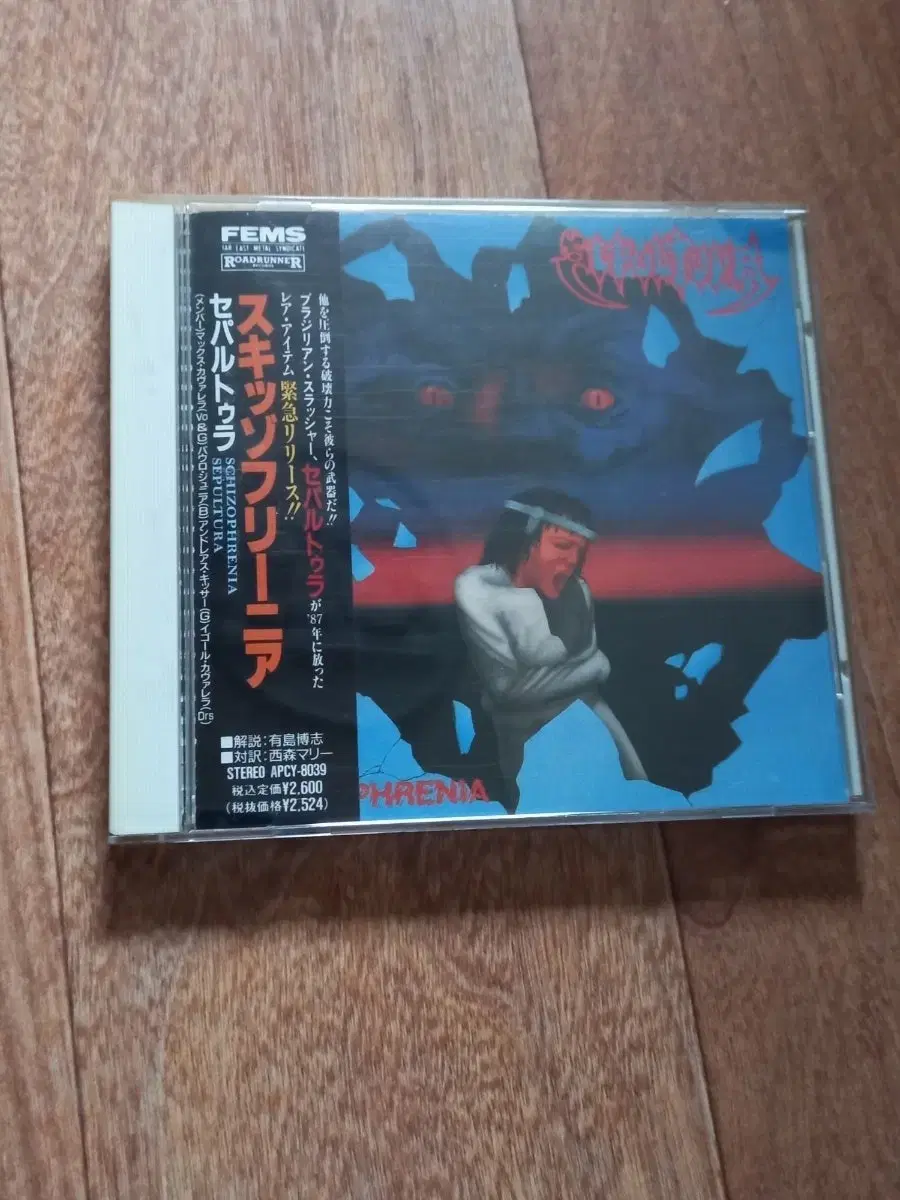 FEMS
FAR EAST METAL SYNDICATE
ROADRUNNER
RECORDS
他を圧倒する破壊力こそ彼らの武器だ!!
ブラジリアン・スラッシャー、セパルトゥラが'87年に放った
レア・アイテム緊急リリース!!
スキッゾフリーニア
SCHIZOPHRENIA
SEPULTURA
セパルトゥラ
(メンバー)マックス・カヴァレラ(Vo&G)パウロ・ジュニア(B)アンドレアス・キッサー(G)イゴール・カヴァレラ(Drs
■解説:有島博志
■対訳:西森マリー
STEREO APCY-8039
税込定価¥2,600
(税抜価格¥2,524)
SEPULTURA
PHRENIA